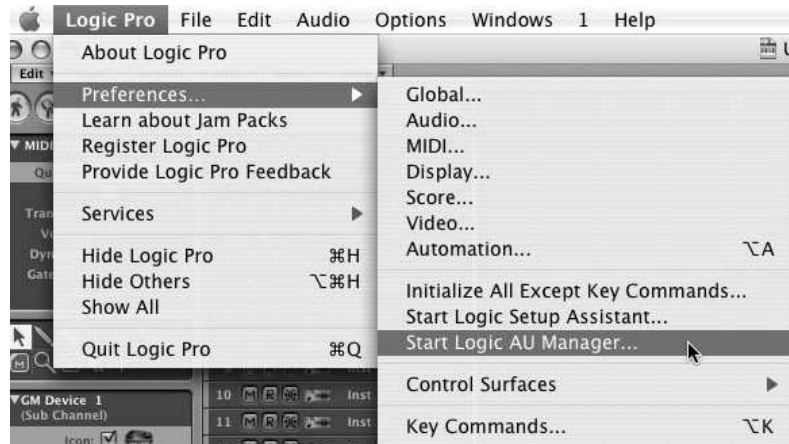 Logic Pro File Edit Audio Options Windows 1 Help
About Logic Pro
Edit
Preferences...
Learn about Jam Packs
Register Logic Pro
Provide Logic Pro Feedback
Services
Hide Logic Pro ⌘H
Hide Others ⌥⌘H
Show All
Quit Logic Pro ⌘Q
Global...
Audio...
MIDI...
Display...
Score...
Video...
Automation... ⌥A
Initialize All Except Key Commands...
Start Logic Setup Assistant...
Start Logic AU Manager...
Control Surfaces
Key Commands... ⌥K
MIDI
GM Device 1
(Sub Channel)
Icon:
10 M R Inst
11 M R Inst